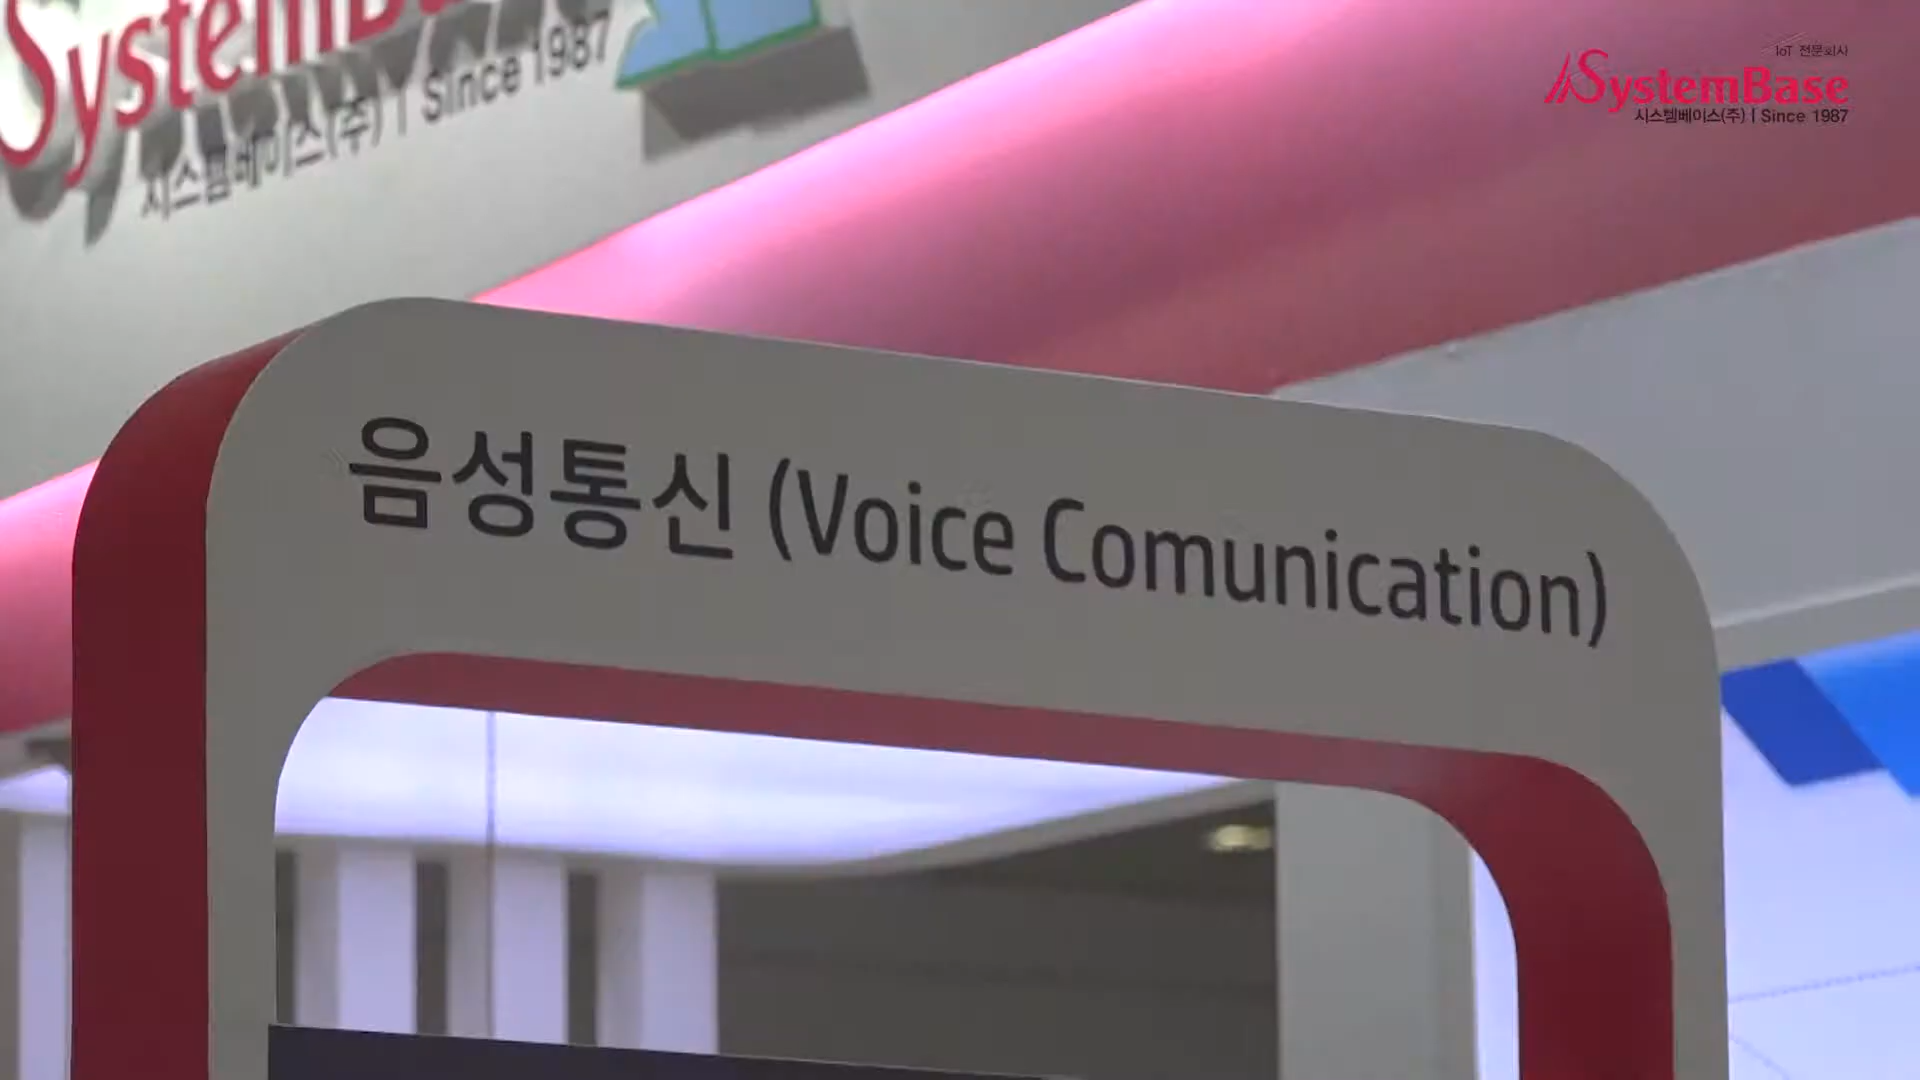 시스템베이스(주) | Since 1987
IoT 전문회사
SystemBase
시스템베이스(주) | Since 1987
음성통신 (Voice Comunication)